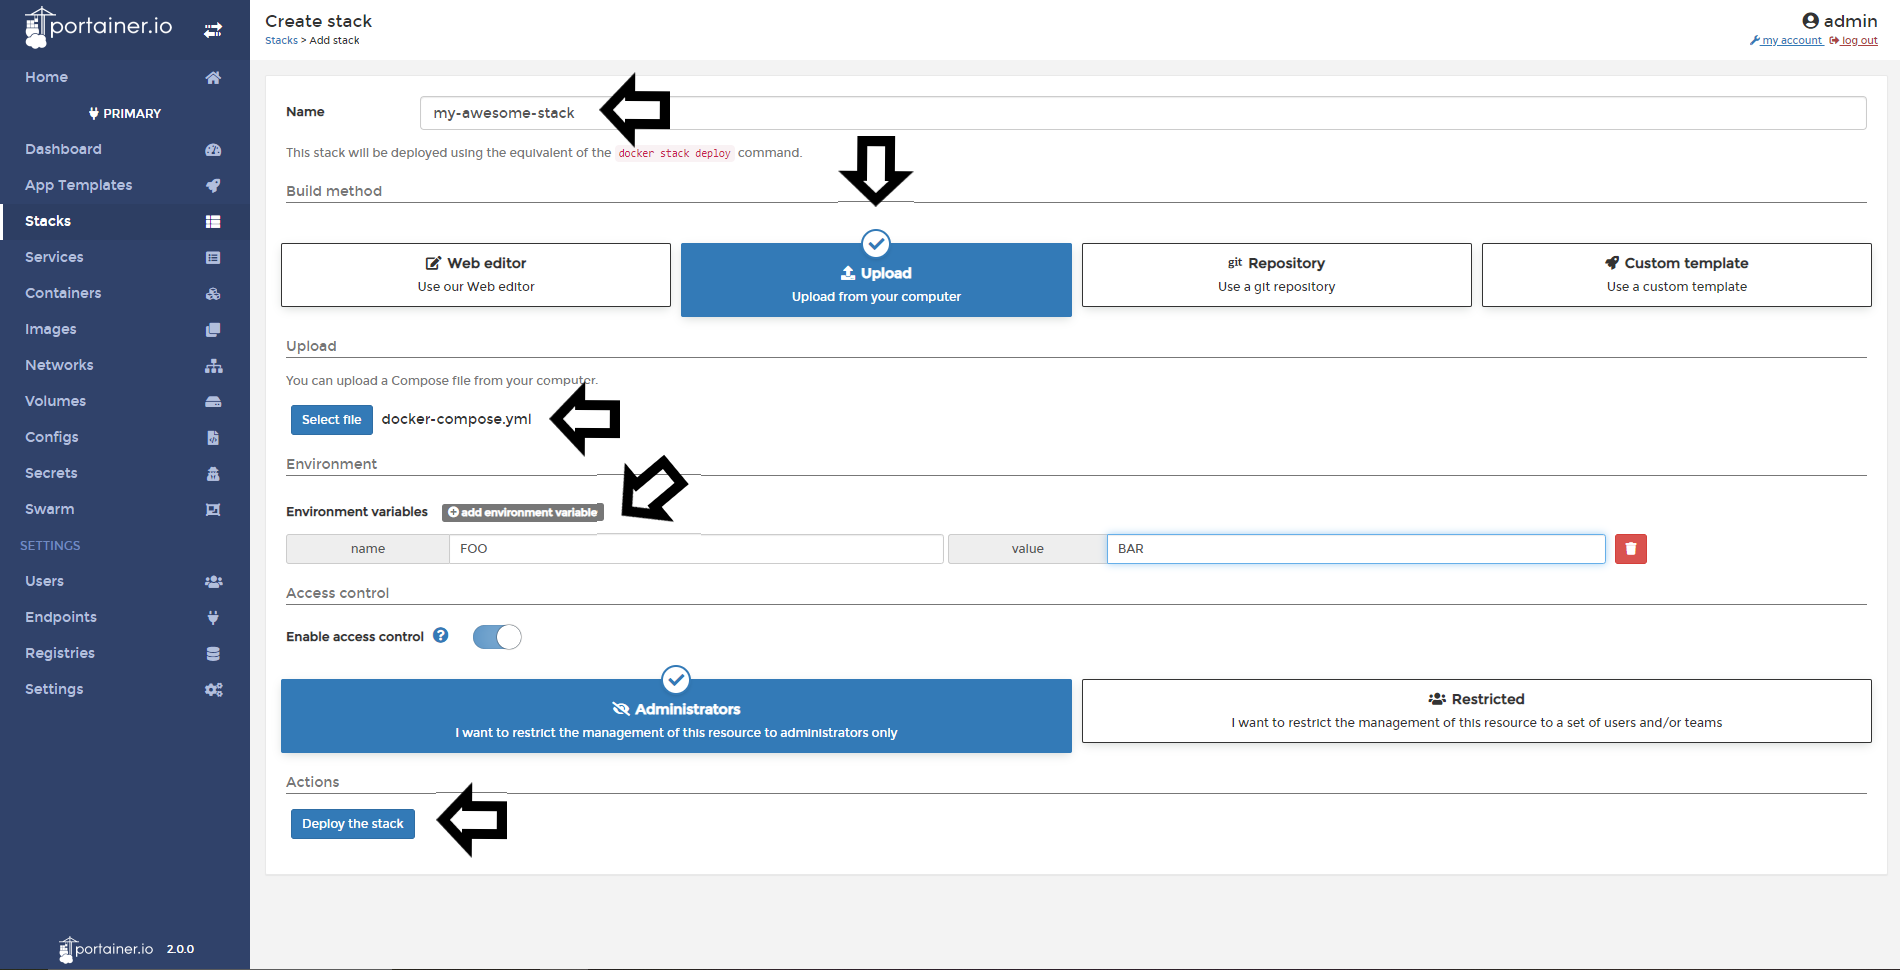 portainer.io
Home
PRIMARY
Dashboard
App Templates
Stacks
Services
Containers
Images
Networks
Volumes
Configs
Secrets
Swarm
SETTINGS
Users
Endpoints
Registries
Settings
portainer.io 2.0.0
Create stack
Stacks > Add stack
admin
my account log out
Name my-awesome-stack
This stack will be deployed using the equivalent of the docker stack deploy command.
Build method
Web editor
Use our Web editor
Upload
Upload from your computer
git Repository
Use a git repository
Custom template
Use a custom template
Upload
You can upload a Compose file from your computer.
Select file docker-compose.yml
Environment
Environment variables add environment variable
name FOO value BAR
Access control
Enable access control ?
Administrators
I want to restrict the management of this resource to administrators only
Restricted
I want to restrict the management of this resource to a set of users and/or teams
Actions
Deploy the stack